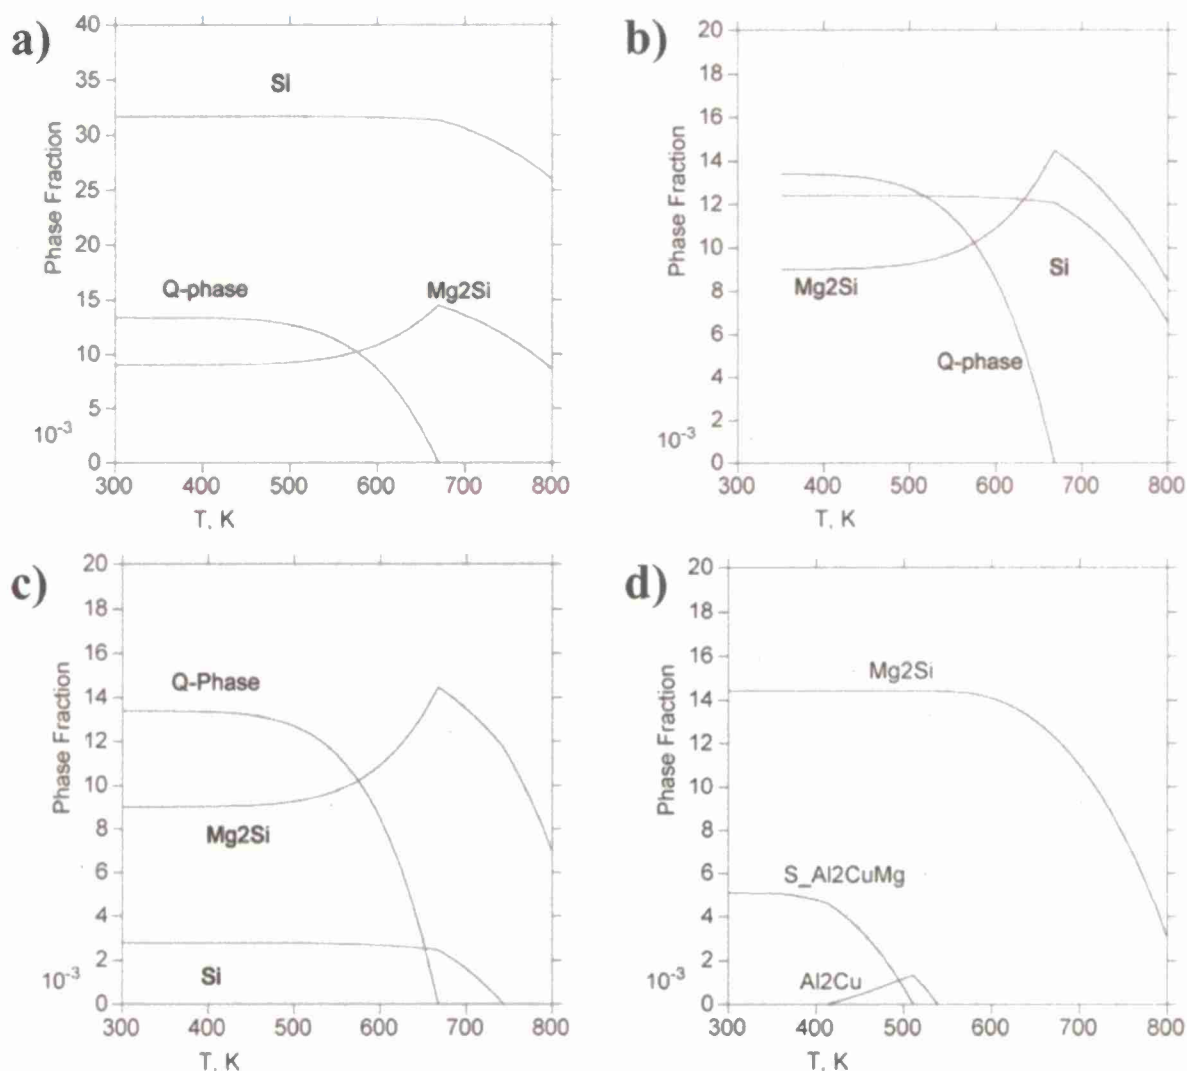 a)
40
35
30
25
20
15
10
5
0
10-3
Phase Fraction
Si
Q-phase
Mg2Si
300 400 500 600 700 800
T, K
b)
20
18
16
14
12
10
8
6
4
2
0
10-3
Phase Fraction
Mg2Si
Si
Q-phase
300 400 500 600 700 800
T, K
c)
20
18
16
14
12
10
8
6
4
2
0
10-3
Phase Fraction
Q-Phase
Mg2Si
Si
300 400 500 600 700 800
T, K
d)
20
18
16
14
12
10
8
6
4
2
0
10-3
Phase Fraction
Mg2Si
S_Al2CuMg
Al2Cu
300 400 500 600 700 800
T, K